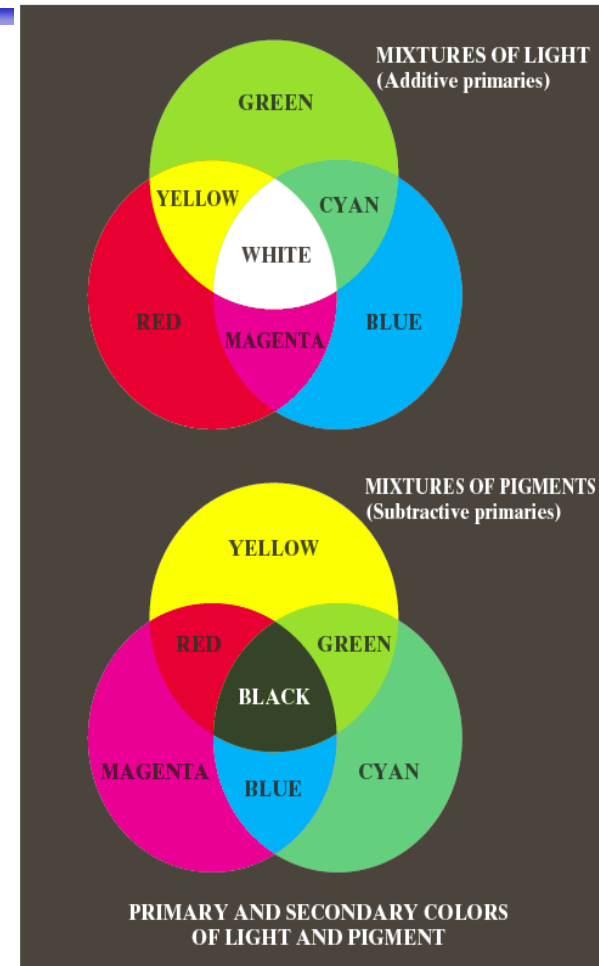 MIXTURES OF LIGHT
(Additive primaries)
GREEN
YELLOW
CYAN
WHITE
RED
BLUE
MAGENTA
MIXTURES OF PIGMENTS
(Subtractive primaries)
YELLOW
RED
GREEN
BLACK
MAGENTA
CYAN
BLUE
PRIMARY AND SECONDARY COLORS
OF LIGHT AND PIGMENT